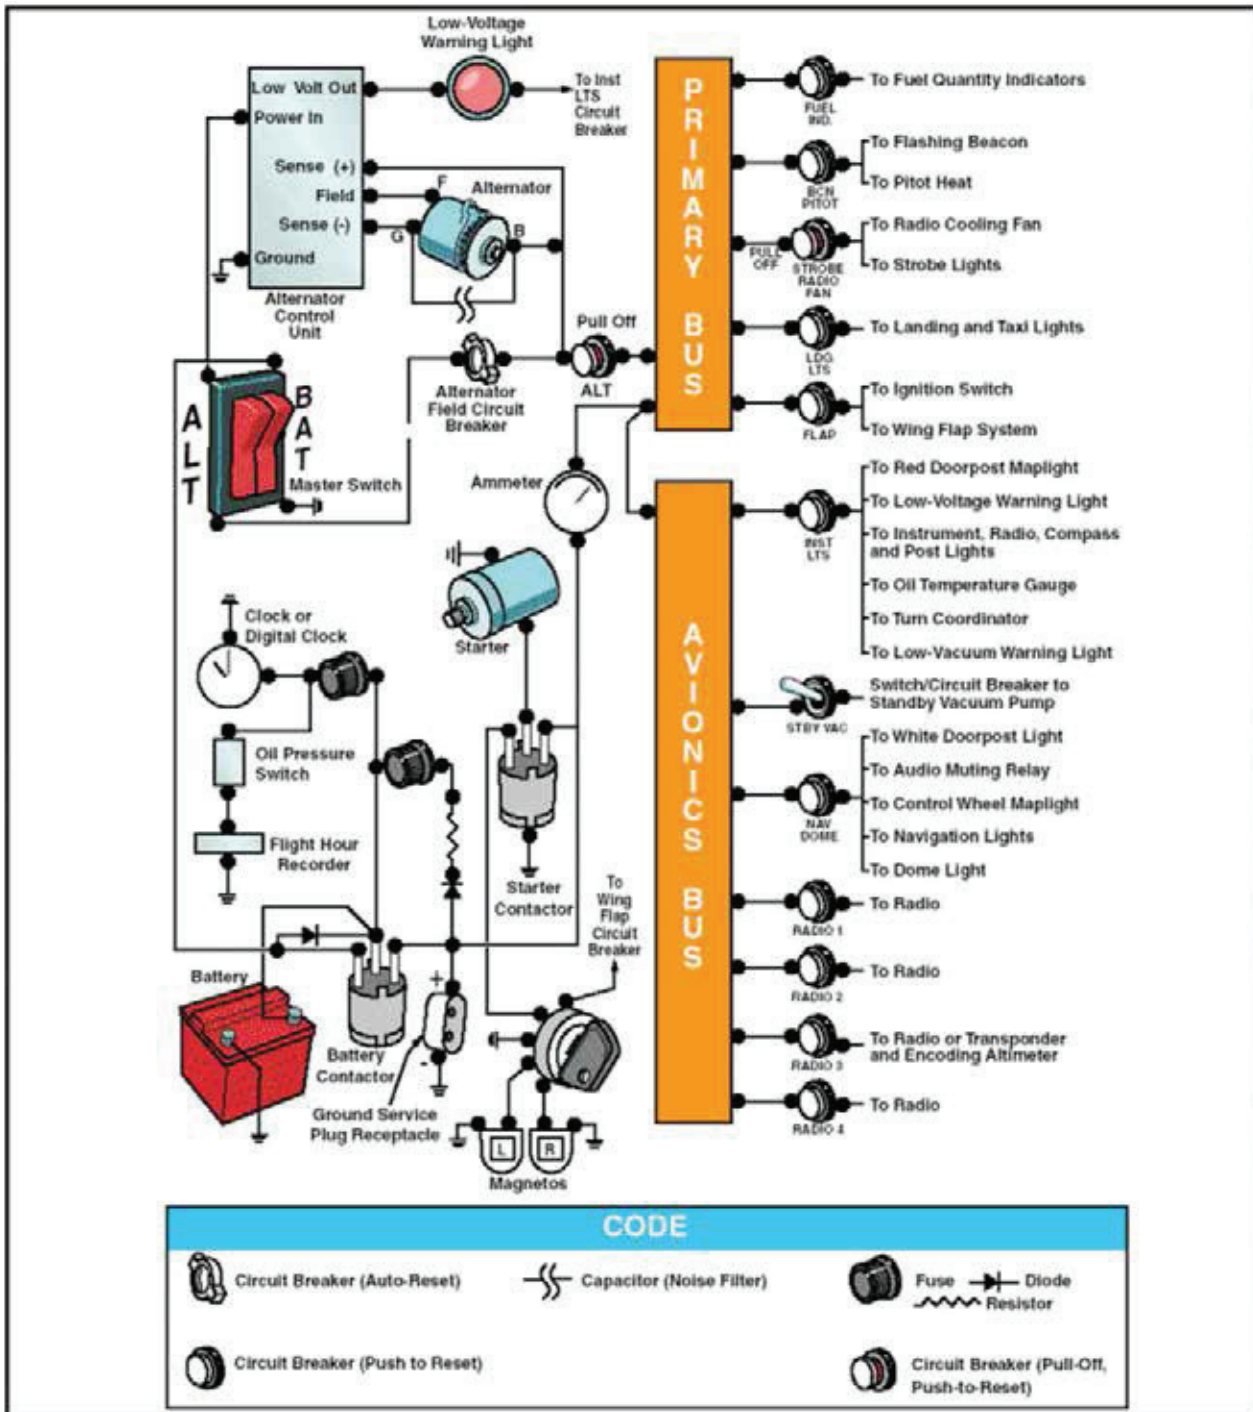 Low-Voltage
Warning Light
Low Volt Out
Power In
Sense (+)
Field
Sense (-)
Ground
Alternator
Control
Unit
To Inst
LTS
Circuit
Breaker
F
Alternator
G
B
Pull Off
ALT
Alternator
Field Circuit
Breaker
ALT
BAT
Master Switch
Ammeter
Clock or
Digital Clock
Starter
Oil Pressure
Switch
Flight Hour
Recorder
Starter
Contactor
To
Wing
Flap
Circuit
Breaker
Battery
Battery
Contactor
+
-
Ground Service
Plug Receptacle
L
R
Magnetos
PRIMARY BUS
FUEL
IND.
To Fuel Quantity Indicators
BCN
PITOT
To Flashing Beacon
To Pitot Heat
PULL
OFF
STROBE
RADIO
FAN
To Radio Cooling Fan
To Strobe Lights
LDG
LTS
To Landing and Taxi Lights
FLAP
To Ignition Switch
To Wing Flap System
AVIONICS BUS
INST
LTS
To Red Doorpost Maplight
To Low-Voltage Warning Light
To Instrument, Radio, Compass
and Post Lights
To Oil Temperature Gauge
To Turn Coordinator
To Low-Vacuum Warning Light
STBY VAC
Switch/Circuit Breaker to
Standby Vacuum Pump
NAV
DOME
To White Doorpost Light
To Audio Muting Relay
To Control Wheel Maplight
To Navigation Lights
To Dome Light
RADIO 1
To Radio
RADIO 2
To Radio
RADIO 3
To Radio or Transponder
and Encoding Altimeter
RADIO 4
To Radio
CODE
Circuit Breaker (Auto-Reset)
Capacitor (Noise Filter)
Fuse
Diode
Resistor
Circuit Breaker (Push to Reset)
Circuit Breaker (Pull-Off,
Push-to-Reset)